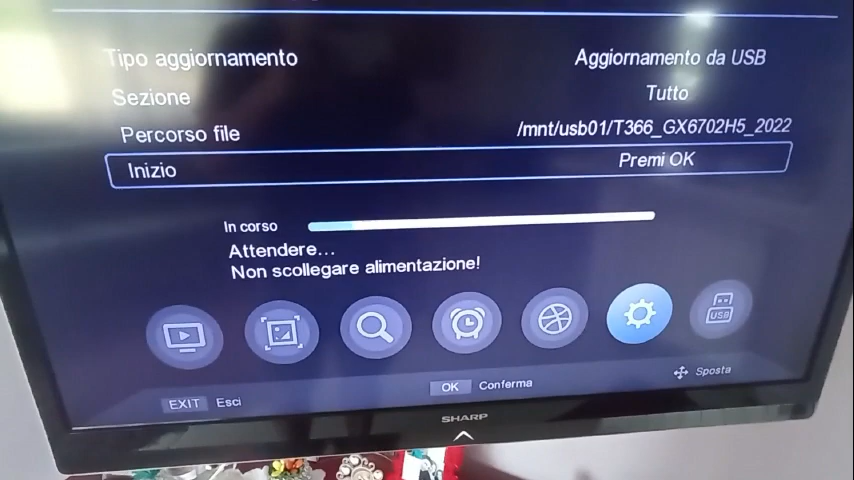 Tipo aggiornamento Aggiornamento da USB
Sezione Tutto
Percorso file /mnt/usb01/T366_GX6702H5_2022
Inizio Premi OK
In corso
Attendere...
Non scollegare alimentazione!
USB
Sposta
OK Conferma
EXIT Esci
SHARP